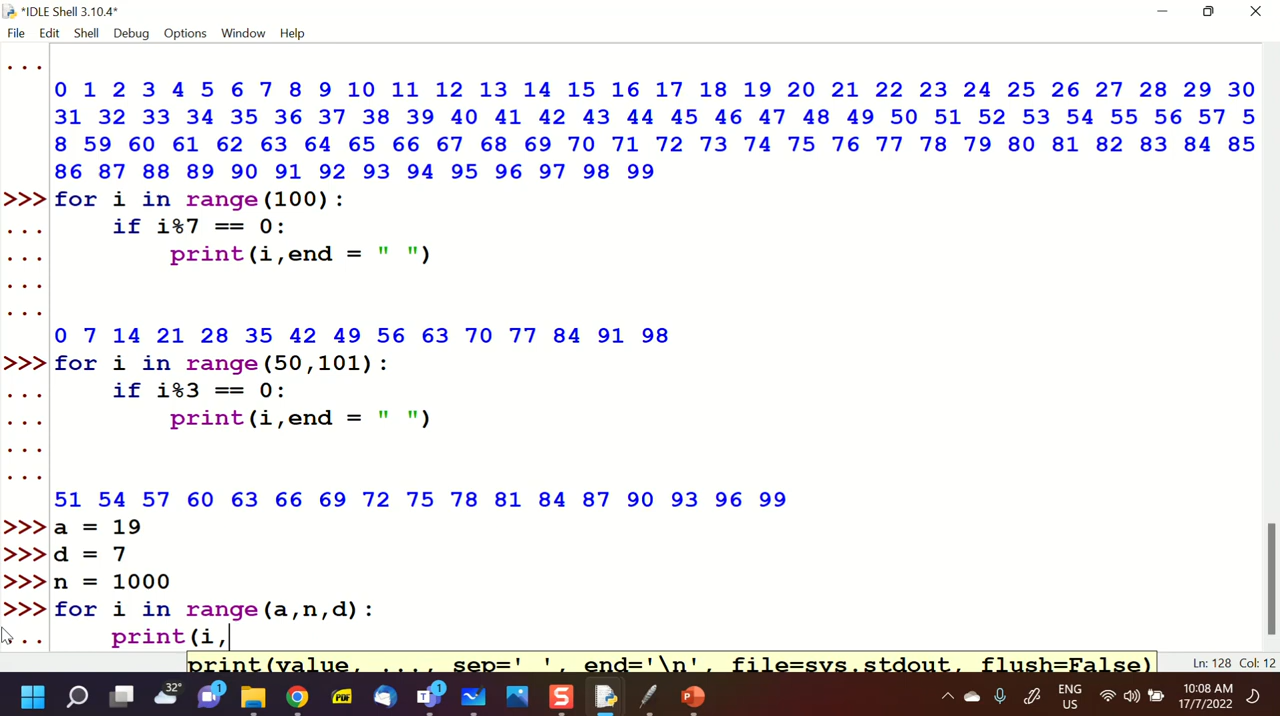 *IDLE Shell 3.10.4*
File Edit Shell Debug Options Window Help
...
0 1 2 3 4 5 6 7 8 9 10 11 12 13 14 15 16 17 18 19 20 21 22 23 24 25 26 27 28 29 30
31 32 33 34 35 36 37 38 39 40 41 42 43 44 45 46 47 48 49 50 51 52 53 54 55 56 57 5
8 59 60 61 62 63 64 65 66 67 68 69 70 71 72 73 74 75 76 77 78 79 80 81 82 83 84 85
86 87 88 89 90 91 92 93 94 95 96 97 98 99
>>> for i in range(100):
... if i%7 == 0:
... print(i,end = " ")
...
...
0 7 14 21 28 35 42 49 56 63 70 77 84 91 98
>>> for i in range(50,101):
... if i%3 == 0:
... print(i,end = " ")
...
...
51 54 57 60 63 66 69 72 75 78 81 84 87 90 93 96 99
>>> a = 19
>>> d = 7
>>> n = 1000
>>> for i in range(a,n,d):
... print(i,
print(value, ..., sep=' ', end='\n', file=sys.stdout, flush=False)
Ln: 128 Col: 12
32°
1
PDF
T 1
S
P
ENG
US
10:08 AM
17/7/2022